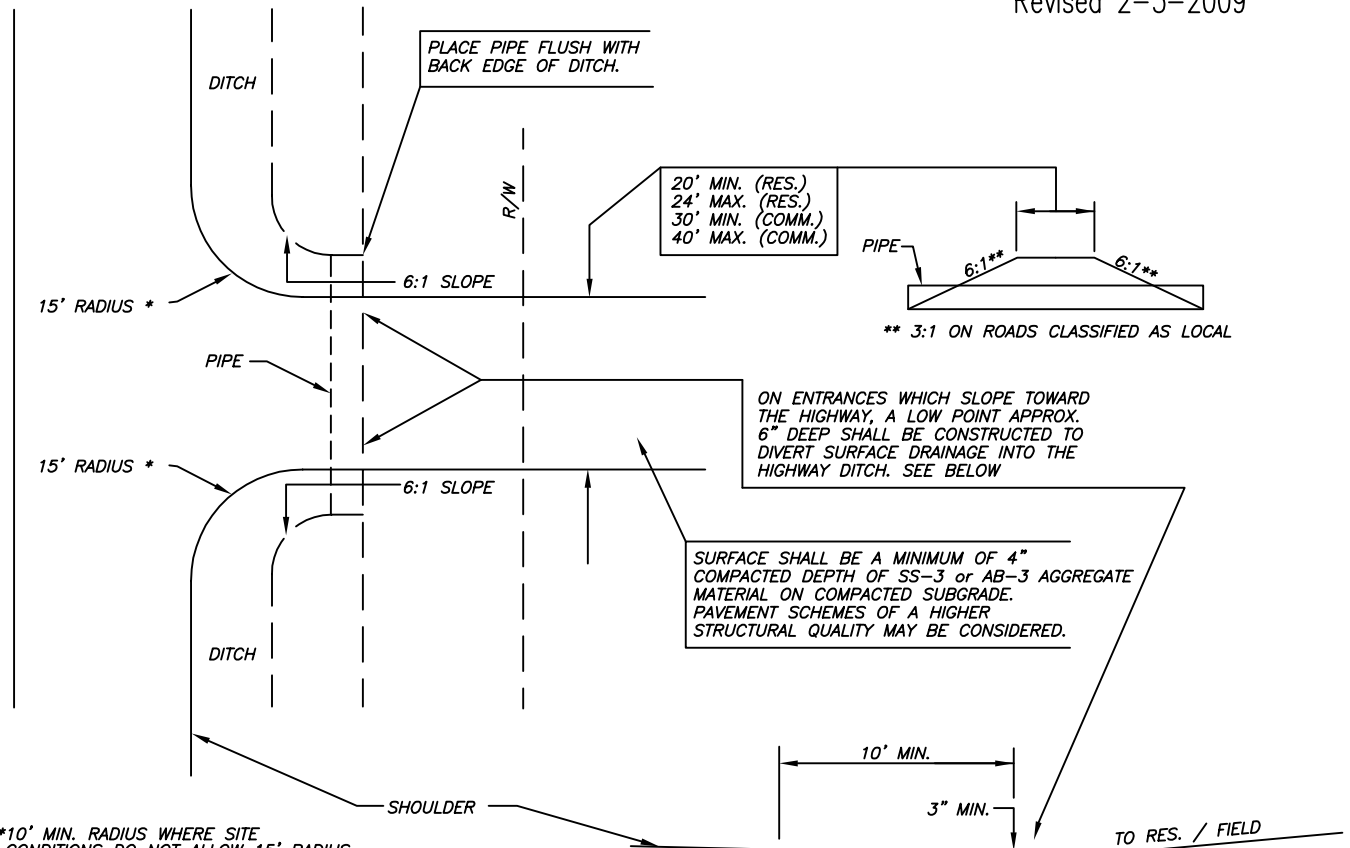 Revised 2-5-2009
PLACE PIPE FLUSH WITH
BACK EDGE OF DITCH.
DITCH
R/W
20' MIN. (RES.)
24' MAX. (RES.)
30' MIN. (COMM.)
40' MAX. (COMM.)
PIPE
6:1**
6:1**
** 3:1 ON ROADS CLASSIFIED AS LOCAL
6:1 SLOPE
15' RADIUS *
PIPE
ON ENTRANCES WHICH SLOPE TOWARD
THE HIGHWAY, A LOW POINT APPROX.
6" DEEP SHALL BE CONSTRUCTED TO
DIVERT SURFACE DRAINAGE INTO THE
HIGHWAY DITCH. SEE BELOW
15' RADIUS *
6:1 SLOPE
SURFACE SHALL BE A MINIMUM OF 4"
COMPACTED DEPTH OF SS-3 or AB-3 AGGREGATE
MATERIAL ON COMPACTED SUBGRADE.
PAVEMENT SCHEMES OF A HIGHER
STRUCTURAL QUALITY MAY BE CONSIDERED.
DITCH
10' MIN.
SHOULDER
3" MIN.
TO RES. / FIELD
*10' MIN. RADIUS WHERE SITE
CONDITIONS DO NOT ALLOW 15' RADIUS